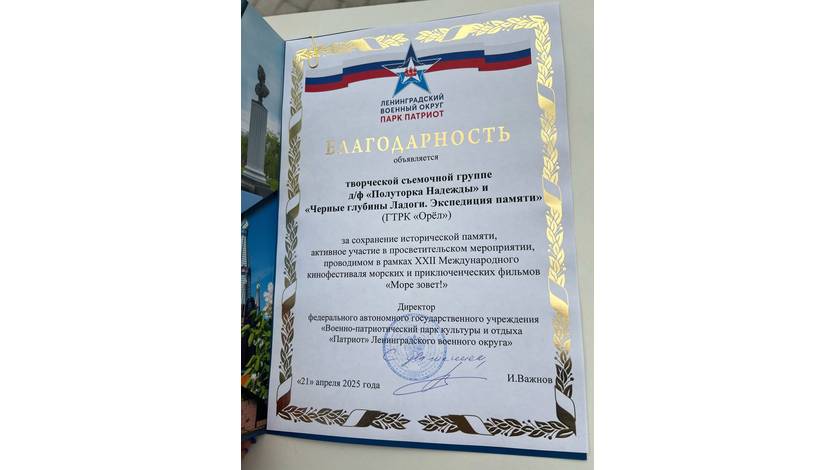 ЛЕНИНГРАДСКИЙ
ВОЕННЫЙ ОКРУГ
ПАРК ПАТРИОТ
БЛАГОДАРНОСТЬ
объявляется
творческой съемочной группе
д/ф «Полуторка Надежды» и
«Черные глубины Ладоги. Экспедиция памяти»
(ГТРК «Орёл»)
за сохранение исторической памяти,
активное участие в просветительском мероприятии,
проводимом в рамках XXII Международного
кинофестиваля морских и приключенческих фильмов
«Море зовет!»
Директор
федерального автономного государственного учреждения
«Военно-патриотический парк культуры и отдыха
«Патриот» Ленинградского военного округа»
«21» апреля 2025 года
И.Важнов